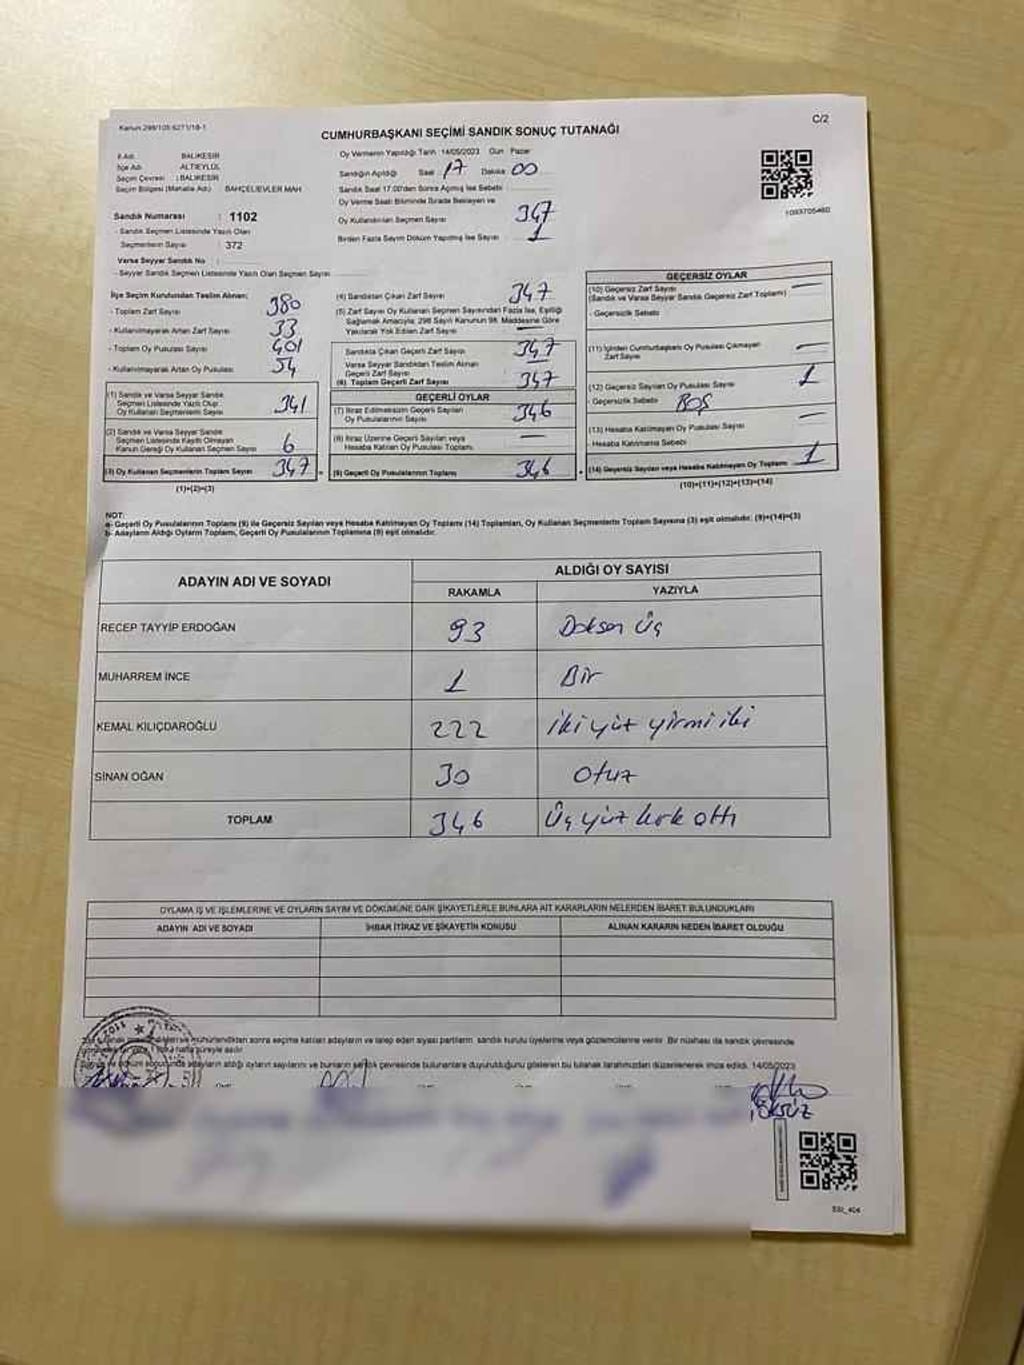 Kanun:298/105 6271/18-1
C/2
CUMHURBAŞKANI SEÇİMİ SANDIK SONUÇ TUTANAĞI
İl Adı : BALIKESİR
İlçe Adı : ALTIEYLÜL
Seçim Çevresi : BALIKESİR
Seçim Bölgesi (Mahalle Adı) BAHÇELİEVLER MAH.
Sandık Numarası : 1102
- Sandık Seçmen Listesinde Yazılı Olan
Seçmenlerin Sayısı : 372
Varsa Seyyar Sandık No :
- Seyyar Sandık Seçmen Listesinde Yazılı Olan Seçmen Sayısı
Oy Vermenin Yapıldığı Tarih :14/05/2023 Gün : Pazar
Sandığın Açıldığı Saat : 17 Dakika 00
Sandık Saat 17:00'den Sonra Açılmış İse Sebebi
Oy Verme Saati Bitiminde Sırada Bekleyen ve
Oy Kullandırılan Seçmen Sayısı 347
Birden Fazla Sayım Döküm Yapılmış İse Sayısı 1
1093705460
İlçe Seçim Kurulundan Teslim Alınan;
- Toplam Zarf Sayısı 380
- Kullanılmayarak Artan Zarf Sayısı 33
- Toplam Oy Pusulası Sayısı 401
- Kullanılmayarak Artan Oy Pusulası 54
(1) Sandık ve Varsa Seyyar Sandık
Seçmen Listesinde Yazılı Olup
Oy Kullanan Seçmenlerin Sayısı 341
(2) Sandık ve Varsa Seyyar Sandık
Seçmen Listesinde Kayıtlı Olmayan
Kanun Gereği Oy Kullanan Seçmen Sayısı 6
(3) Oy Kullanan Seçmenlerin Toplam Sayısı 347
(1)+(2)=(3)
(4) Sandıktan Çıkan Zarf Sayısı 347
(5) Zarf Sayısı Oy Kullanan Seçmen Sayısından Fazla İse, Eşitliği
Sağlamak Amacıyla; 298 Sayılı Kanunun 98. Maddesine Göre
Yakılarak Yok Edilen Zarf Sayısı —
Sandıkta Çıkan Geçerli Zarf Sayısı 347
Varsa Seyyar Sandıktan Teslim Alınan
Geçerli Zarf Sayısı —
(6) Toplam Geçerli Zarf Sayısı 347
GEÇERLİ OYLAR
(7) İtiraz Edilmeksizin Geçerli Sayılan
Oy Pusulalarının Sayısı 346
(8) İtiraz Üzerine Geçerli Sayılan veya
Hesaba Katılan Oy Pusulası Toplamı —
(9) Geçerli Oy Pusulalarının Toplamı 346
GEÇERSİZ OYLAR
(10) Geçersiz Zarf Sayısı —
(Sandık ve Varsa Seyyar Sandık Geçersiz Zarf Toplamı)
- Geçersizlik Sebebi
(11) İçinden Cumhurbaşkanı Oy Pusulası Çıkmayan
Zarf Sayısı —
(12) Geçersiz Sayılan Oy Pusulası Sayısı 1
- Geçersizlik Sebebi BOŞ
(13) Hesaba Katılmayan Oy Pusulası Sayısı —
- Hesaba Katılmama Sebebi
(14) Geçersiz Sayılan veya Hesaba Katılmayan Oy Toplamı 1
(10)+(11)+(12)+(13)=(14)
NOT:
a- Geçerli Oy Pusulalarının Toplamı (9) ile Geçersiz Sayılan veya Hesaba Katılmayan Oy Toplamı (14) Toplamları, Oy Kullanan Seçmenlerin Toplam Sayısına (3) eşit olmalıdır. (9)+(14)=(3)
b- Adayların Aldığı Oyların Toplamı, Geçerli Oy Pusulalarının Toplamına (9) eşit olmalıdır.
ADAYIN ADI VE SOYADI ALDIĞI OY SAYISI
RAKAMLA YAZIYLA
RECEP TAYYİP ERDOĞAN 93 Doksan Üç
MUHARREM İNCE 1 Bir
KEMAL KILIÇDAROĞLU 222 iki yüz yirmi iki
SİNAN OĞAN 30 otuz
TOPLAM 346 Üç yüz kırk altı
OYLAMA İŞ VE İŞLEMLERİNE VE OYLARIN SAYIM VE DÖKÜMÜNE DAİR ŞİKAYETLERLE BUNLARA AİT KARARLARIN NELERDEN İBARET BULUNDUKLARI
ADAYIN ADI VE SOYADI İHBAR İTİRAZ VE ŞİKAYETİN KONUSU ALINAN KARARIN NEDEN İBARET OLDUĞU
mühürlendikten sonra seçime katılan adayların ve talep eden siyasi partilerin, sandık kurulu üyelerine veya gözlemcilerine verilir. Bir nüshası da sandık çevresinde
adayların aldığı oyların sayılarını ve bunların sandık çevresinde bulunanlara duyurulduğunu gösteren bu tutanak tarafımızdan düzenlenerek imza edildi. 14/05/2023
1102
ÖKSÜZ
SSI_404